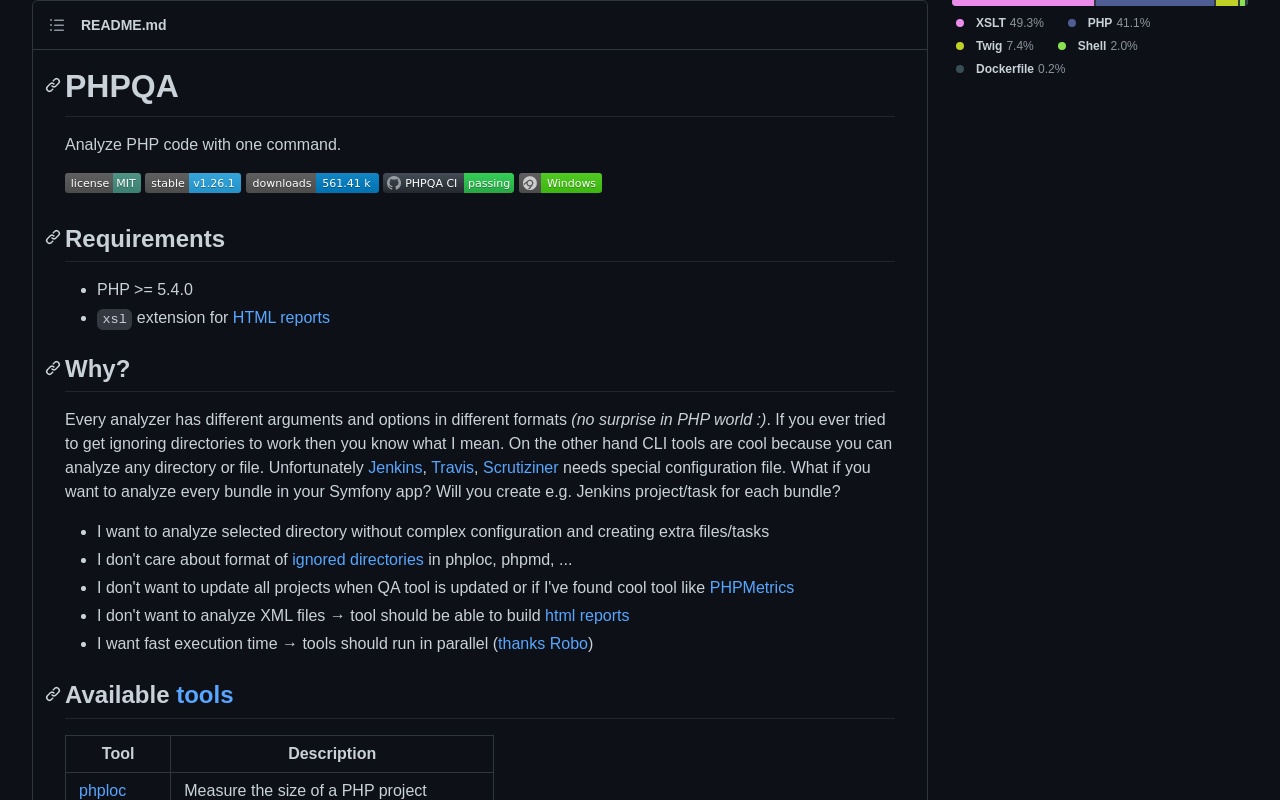 README.md
XSLT 49.3% PHP 41.1%
Twig 7.4% Shell 2.0%
Dockerfile 0.2%
PHPQA
Analyze PHP code with one command.
license MIT stable v1.26.1 downloads 561.41 k PHPQA CI passing Windows
Requirements
• PHP >= 5.4.0
• xsl extension for HTML reports
Why?
Every analyzer has different arguments and options in different formats (no surprise in PHP world :). If you ever tried
to get ignoring directories to work then you know what I mean. On the other hand CLI tools are cool because you can
analyze any directory or file. Unfortunately Jenkins, Travis, Scrutiziner needs special configuration file. What if you
want to analyze every bundle in your Symfony app? Will you create e.g. Jenkins project/task for each bundle?
• I want to analyze selected directory without complex configuration and creating extra files/tasks
• I don't care about format of ignored directories in phploc, phpmd, ...
• I don't want to update all projects when QA tool is updated or if I've found cool tool like PHPMetrics
• I don't want to analyze XML files → tool should be able to build html reports
• I want fast execution time → tools should run in parallel (thanks Robo)
Available tools
Tool Description
phploc Measure the size of a PHP project